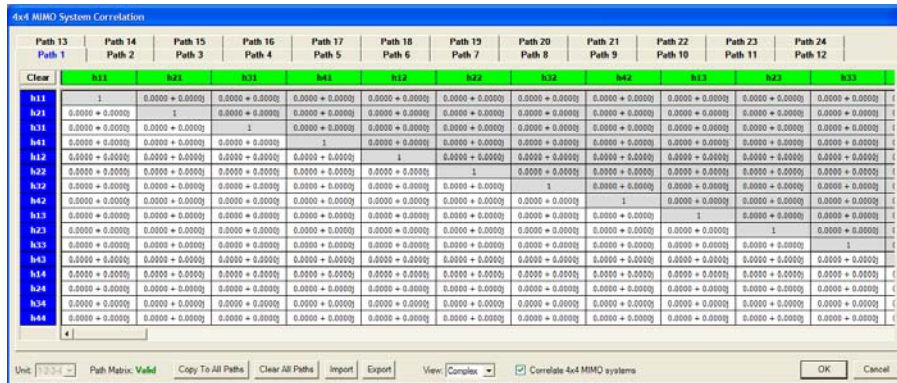 4x4 MIMO System Correlation
Path 13 Path 14 Path 15 Path 16 Path 17 Path 18 Path 19 Path 20 Path 21 Path 22 Path 23 Path 24
Path 1 Path 2 Path 3 Path 4 Path 5 Path 6 Path 7 Path 8 Path 9 Path 10 Path 11 Path 12
Clear h11 h21 h31 h41 h12 h22 h32 h42 h13 h23 h33
h11 1 0.0000 + 0.0000j 0.0000 + 0.0000j 0.0000 + 0.0000j 0.0000 + 0.0000j 0.0000 + 0.0000j 0.0000 + 0.0000j 0.0000 + 0.0000j 0.0000 + 0.0000j 0.0000 + 0.0000j 0.0000 + 0.0000j
h21 0.0000 + 0.0000j 1 0.0000 + 0.0000j 0.0000 + 0.0000j 0.0000 + 0.0000j 0.0000 + 0.0000j 0.0000 + 0.0000j 0.0000 + 0.0000j 0.0000 + 0.0000j 0.0000 + 0.0000j 0.0000 + 0.0000j
h31 0.0000 + 0.0000j 0.0000 + 0.0000j 1 0.0000 + 0.0000j 0.0000 + 0.0000j 0.0000 + 0.0000j 0.0000 + 0.0000j 0.0000 + 0.0000j 0.0000 + 0.0000j 0.0000 + 0.0000j 0.0000 + 0.0000j
h41 0.0000 + 0.0000j 0.0000 + 0.0000j 0.0000 + 0.0000j 1 0.0000 + 0.0000j 0.0000 + 0.0000j 0.0000 + 0.0000j 0.0000 + 0.0000j 0.0000 + 0.0000j 0.0000 + 0.0000j 0.0000 + 0.0000j
h12 0.0000 + 0.0000j 0.0000 + 0.0000j 0.0000 + 0.0000j 0.0000 + 0.0000j 1 0.0000 + 0.0000j 0.0000 + 0.0000j 0.0000 + 0.0000j 0.0000 + 0.0000j 0.0000 + 0.0000j 0.0000 + 0.0000j
h22 0.0000 + 0.0000j 0.0000 + 0.0000j 0.0000 + 0.0000j 0.0000 + 0.0000j 0.0000 + 0.0000j 1 0.0000 + 0.0000j 0.0000 + 0.0000j 0.0000 + 0.0000j 0.0000 + 0.0000j 0.0000 + 0.0000j
h32 0.0000 + 0.0000j 0.0000 + 0.0000j 0.0000 + 0.0000j 0.0000 + 0.0000j 0.0000 + 0.0000j 0.0000 + 0.0000j 1 0.0000 + 0.0000j 0.0000 + 0.0000j 0.0000 + 0.0000j 0.0000 + 0.0000j
h42 0.0000 + 0.0000j 0.0000 + 0.0000j 0.0000 + 0.0000j 0.0000 + 0.0000j 0.0000 + 0.0000j 0.0000 + 0.0000j 0.0000 + 0.0000j 1 0.0000 + 0.0000j 0.0000 + 0.0000j 0.0000 + 0.0000j
h13 0.0000 + 0.0000j 0.0000 + 0.0000j 0.0000 + 0.0000j 0.0000 + 0.0000j 0.0000 + 0.0000j 0.0000 + 0.0000j 0.0000 + 0.0000j 0.0000 + 0.0000j 1 0.0000 + 0.0000j 0.0000 + 0.0000j
h23 0.0000 + 0.0000j 0.0000 + 0.0000j 0.0000 + 0.0000j 0.0000 + 0.0000j 0.0000 + 0.0000j 0.0000 + 0.0000j 0.0000 + 0.0000j 0.0000 + 0.0000j 0.0000 + 0.0000j 1 0.0000 + 0.0000j
h33 0.0000 + 0.0000j 0.0000 + 0.0000j 0.0000 + 0.0000j 0.0000 + 0.0000j 0.0000 + 0.0000j 0.0000 + 0.0000j 0.0000 + 0.0000j 0.0000 + 0.0000j 0.0000 + 0.0000j 0.0000 + 0.0000j 1
h43 0.0000 + 0.0000j 0.0000 + 0.0000j 0.0000 + 0.0000j 0.0000 + 0.0000j 0.0000 + 0.0000j 0.0000 + 0.0000j 0.0000 + 0.0000j 0.0000 + 0.0000j 0.0000 + 0.0000j 0.0000 + 0.0000j 0.0000 + 0.0000j
h14 0.0000 + 0.0000j 0.0000 + 0.0000j 0.0000 + 0.0000j 0.0000 + 0.0000j 0.0000 + 0.0000j 0.0000 + 0.0000j 0.0000 + 0.0000j 0.0000 + 0.0000j 0.0000 + 0.0000j 0.0000 + 0.0000j 0.0000 + 0.0000j
h24 0.0000 + 0.0000j 0.0000 + 0.0000j 0.0000 + 0.0000j 0.0000 + 0.0000j 0.0000 + 0.0000j 0.0000 + 0.0000j 0.0000 + 0.0000j 0.0000 + 0.0000j 0.0000 + 0.0000j 0.0000 + 0.0000j 0.0000 + 0.0000j
h34 0.0000 + 0.0000j 0.0000 + 0.0000j 0.0000 + 0.0000j 0.0000 + 0.0000j 0.0000 + 0.0000j 0.0000 + 0.0000j 0.0000 + 0.0000j 0.0000 + 0.0000j 0.0000 + 0.0000j 0.0000 + 0.0000j 0.0000 + 0.0000j
h44 0.0000 + 0.0000j 0.0000 + 0.0000j 0.0000 + 0.0000j 0.0000 + 0.0000j 0.0000 + 0.0000j 0.0000 + 0.0000j 0.0000 + 0.0000j 0.0000 + 0.0000j 0.0000 + 0.0000j 0.0000 + 0.0000j 0.0000 + 0.0000j
Unit: 1-2-3-4 Path Matrix: Valid Copy To All Paths Clear All Paths Import Export View: Complex Correlate 4x4 MIMO systems OK Cancel